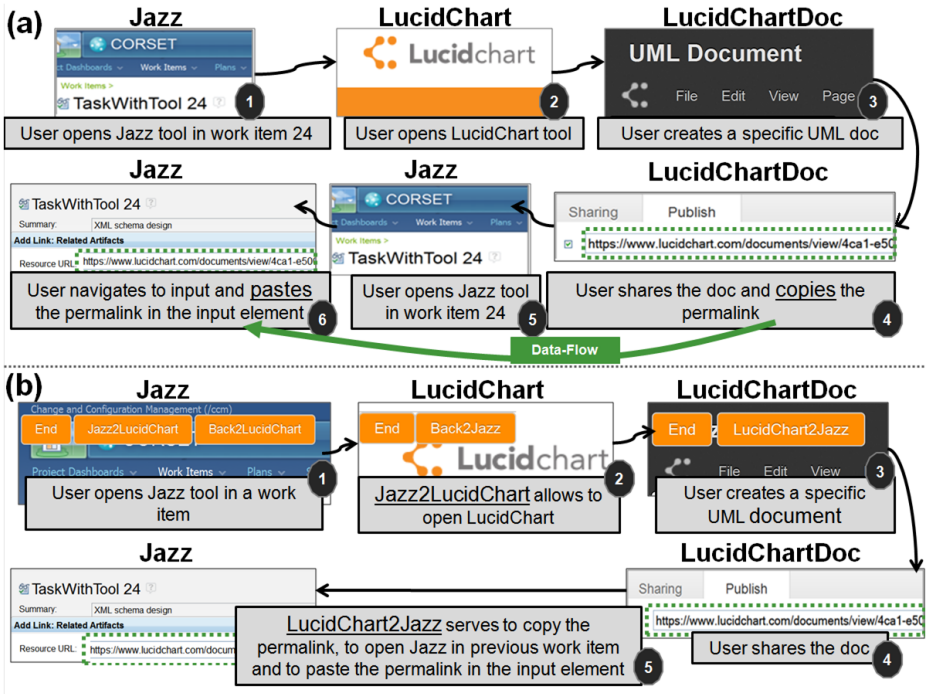 (a)
Jazz
LucidChart
LucidChartDoc
CORSET
Project Dashboards Work Items Plans
Work Items >
TaskWithTool 24
1
User opens Jazz tool in work item 24
Lucidchart
2
User opens LucidChart tool
UML Document
File Edit View Page
3
User creates a specific UML doc
Jazz
Jazz
LucidChartDoc
TaskWithTool 24
Summary: XML schema design
Add Link: Related Artifacts
Resource URL: https://www.lucidchart.com/documents/view/4ca1-e500
User navigates to input and pastes
the permalink in the input element
6
CORSET
Dashboards Work Items Plans
Work Items >
TaskWithTool 24
User opens Jazz tool
in work item 24
5
Sharing Publish
https://www.lucidchart.com/documents/view/4ca1-e50
User shares the doc and copies the
permalink
4
Data-Flow
(b)
Jazz
LucidChart
LucidChartDoc
Change and Configuration Management (/ccm)
End Jazz2LucidChart Back2LucidChart
Project Dashboards Work Items Plans
1
User opens Jazz tool in a work
item
End Back2Jazz
Lucidchart
2
Jazz2LucidChart allows to
open LucidChart
End LucidChart2Jazz
File Edit View
3
User creates a specific
UML document
Jazz
LucidChartDoc
TaskWithTool 24
Summary: XML schema design
Add Link: Related Artifacts
Resource URL: https://www.lucidchart.com/docum
Sharing Publish
https://www.lucidchart.com/documents/view/4ca1-e50
User shares the doc
4
LucidChart2Jazz serves to copy the
permalink, to open Jazz in previous work item
and to paste the permalink in the input element
5